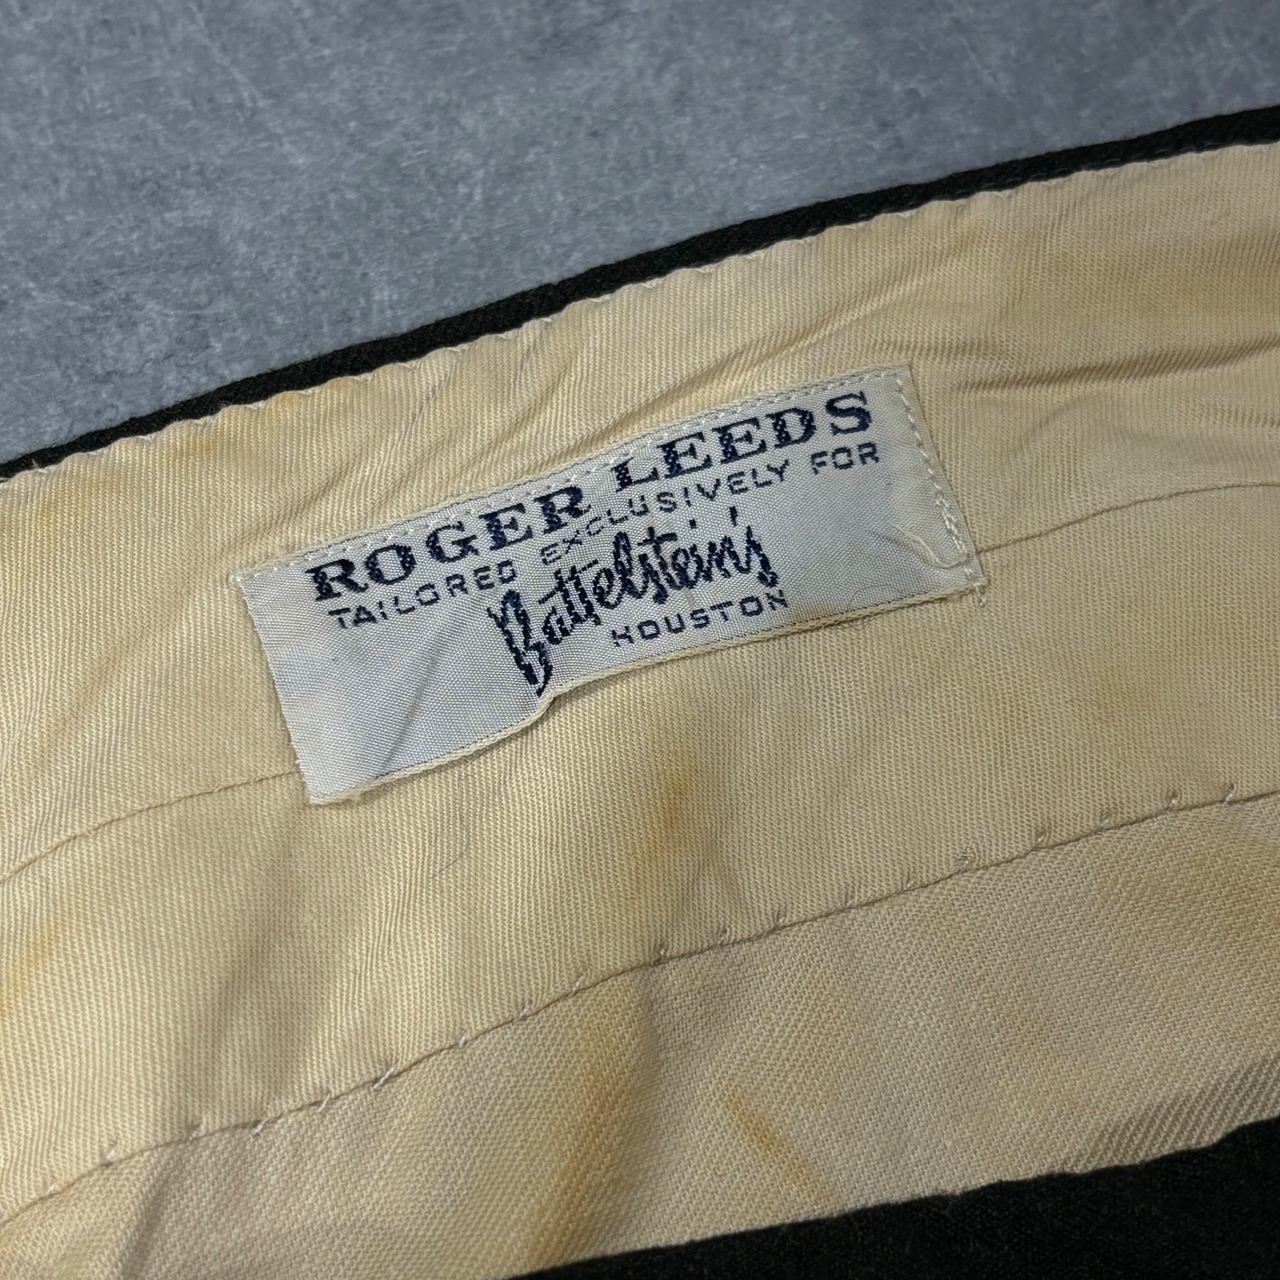 ROGER LEEDS
TAILORED EXCLUSIVELY FOR
Battelstein's
HOUSTON